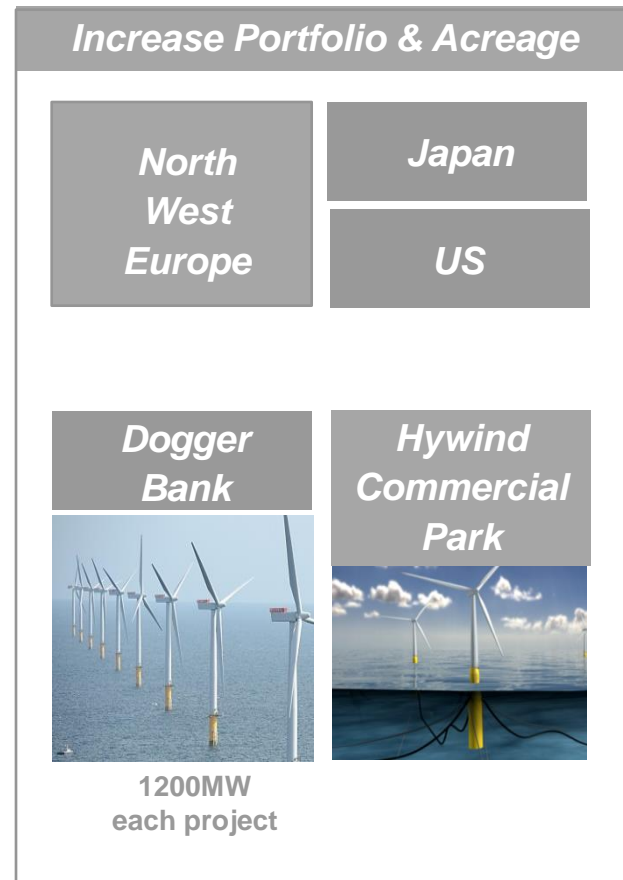 Increase Portfolio & Acreage
North
West
Europe
Japan
US
Dogger
Bank
1200MW
each project
Hywind
Commercial
Park